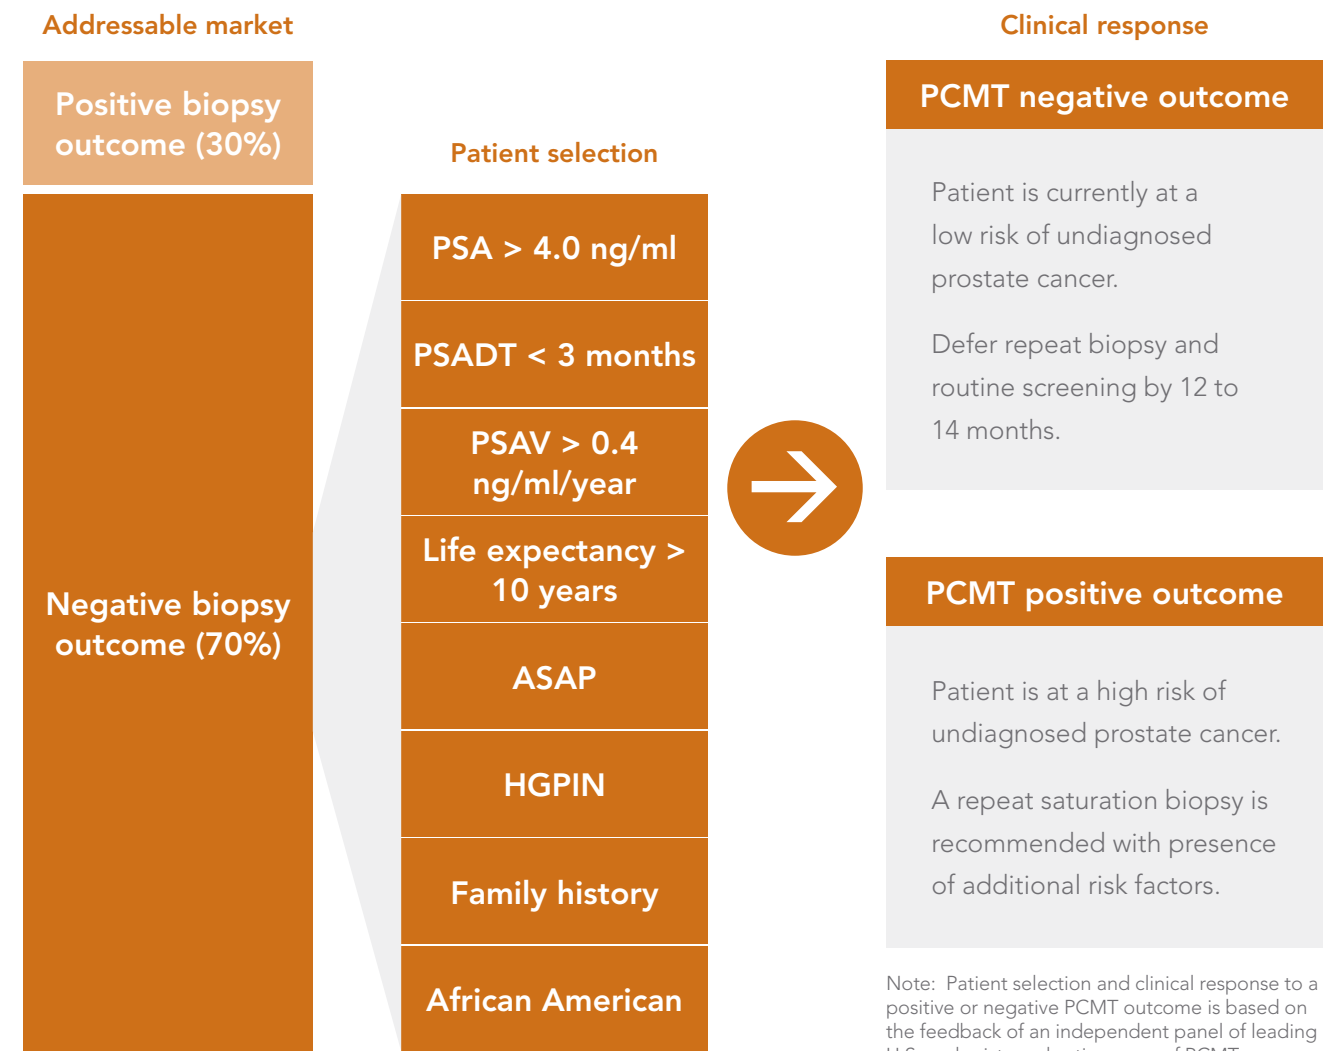 Addressable market
Positive biopsy
outcome (30%)
Negative biopsy
outcome (70%)
Patient selection
PSA > 4.0 ng/ml
PSADT < 3 months
PSAV > 0.4
ng/ml/year
Life expectancy >
10 years
ASAP
HGPIN
Family history
African American
Clinical response
PCMT negative outcome
Patient is currently at a
low risk of undiagnosed
prostate cancer.
Defer repeat biopsy and
routine screening by 12 to
14 months.
PCMT positive outcome
Patient is at a high risk of
undiagnosed prostate cancer.
A repeat saturation biopsy is
recommended with presence
of additional risk factors.
Note: Patient selection and clinical response to a
positive or negative PCMT outcome is based on
the feedback of an independent panel of leading